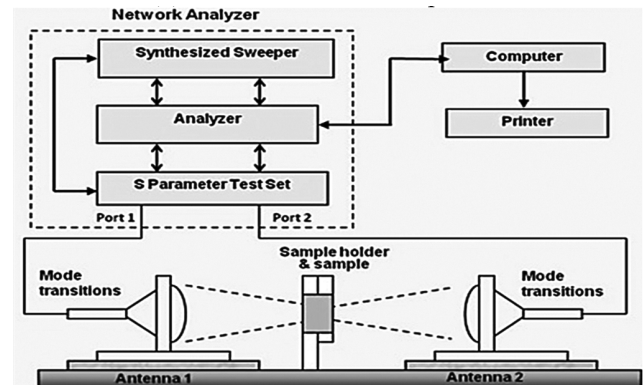 Network Analyzer
Synthesized Sweeper
Computer
Analyzer
Printer
S Parameter Test Set
Port 1
Port 2
Sample holder
& sample
Mode
transitions
Mode
transitions
Antenna 1
Antenna 2